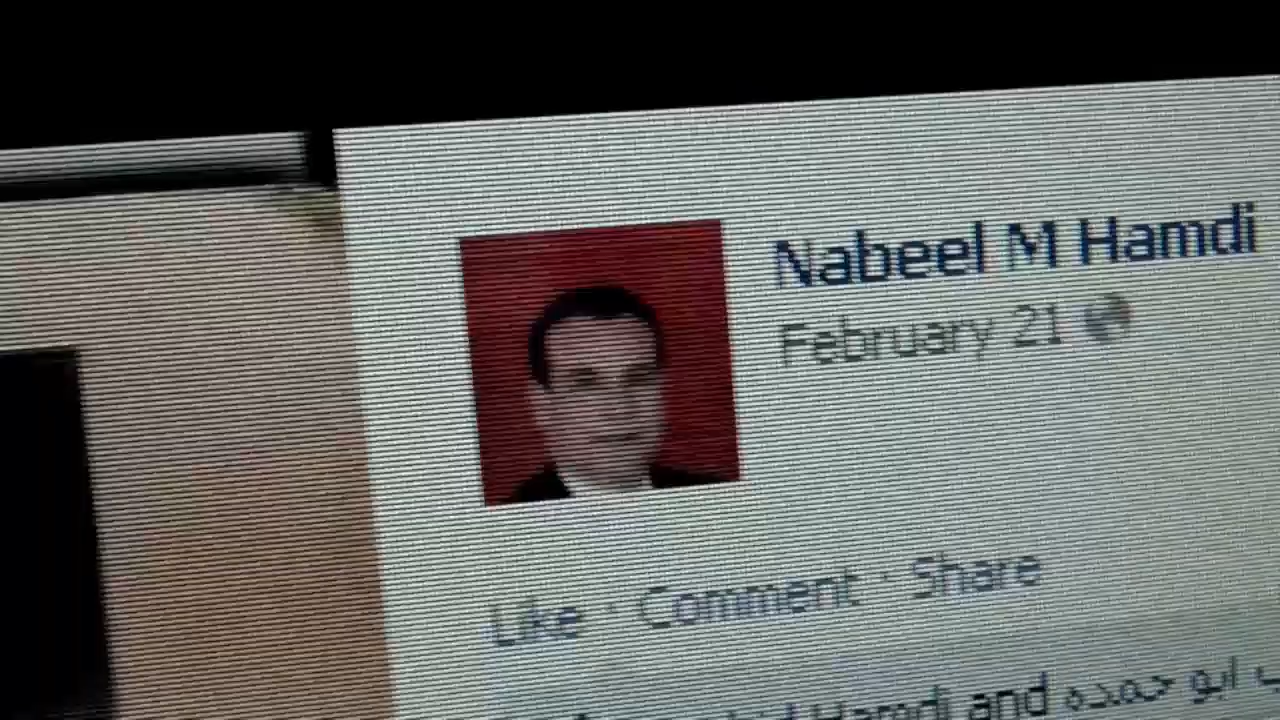 Nabeel M Hamdi
February 21
Like · Comment · Share
Hamdi and ابو حمده